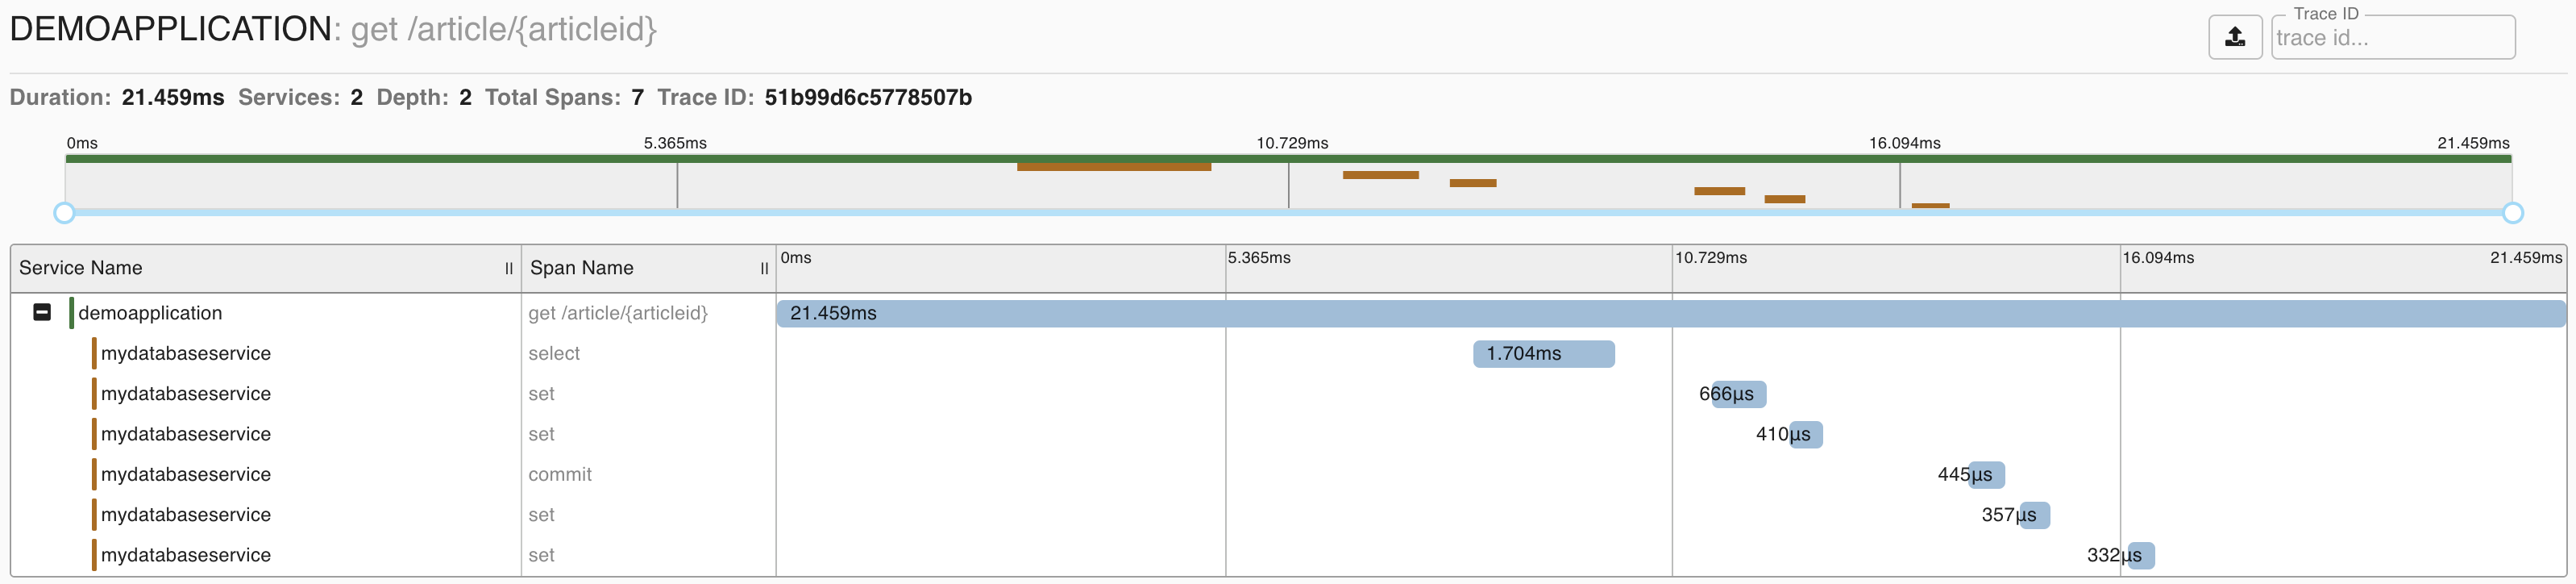 DEMOAPPLICATION: get /article/{articleid}
Trace ID
trace id...
Duration: 21.459ms Services: 2 Depth: 2 Total Spans: 7 Trace ID: 51b99d6c5778507b
0ms 5.365ms 10.729ms 16.094ms 21.459ms
Service Name Span Name 0ms 5.365ms 10.729ms 16.094ms 21.459ms
demoapplication get /article/{articleid} 21.459ms
mydatabaseservice select 1.704ms
mydatabaseservice set 666μs
mydatabaseservice set 410μs
mydatabaseservice commit 445μs
mydatabaseservice set 357μs
mydatabaseservice set 332μs